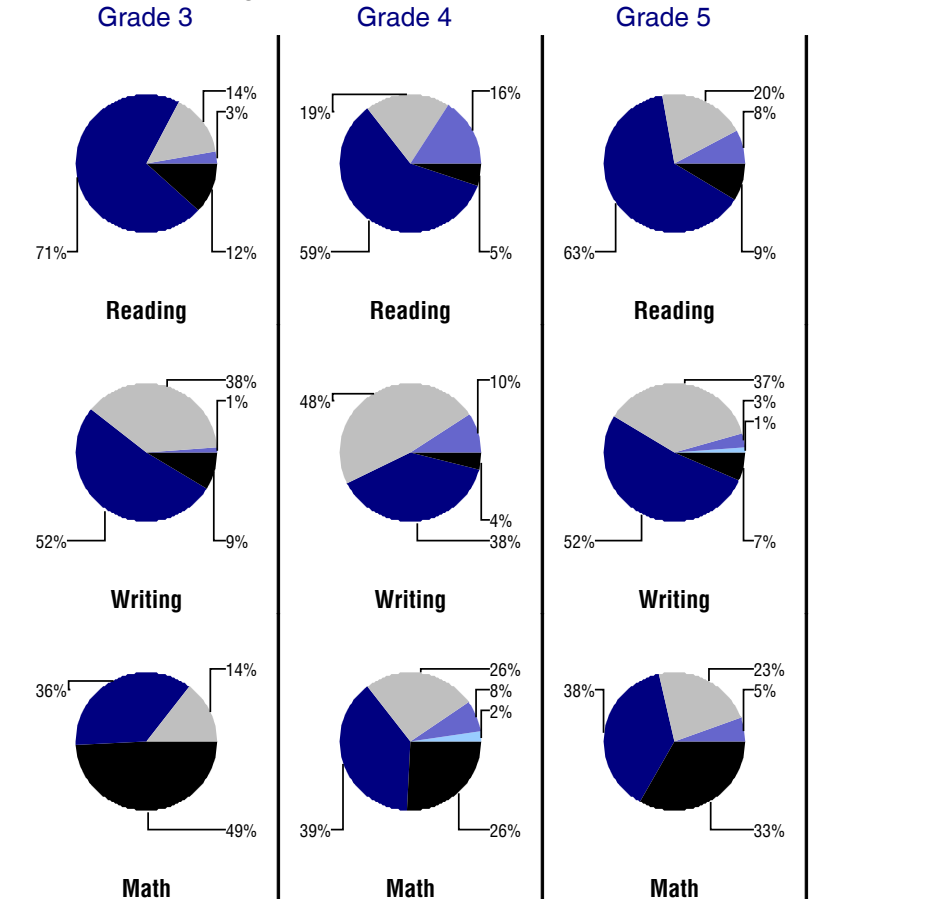 Grade 3 Grade 4 Grade 5
14% 19% 16% 20%
3% 8%
71% 12% 59% 5% 63% 9%
Reading Reading Reading
38% 10% 37%
1% 48% 3%
1%
4%
52% 9% 38% 52% 7%
Writing Writing Writing
14% 26% 23%
36% 8% 38% 5%
2%
49% 39% 26% 33%
Math Math Math